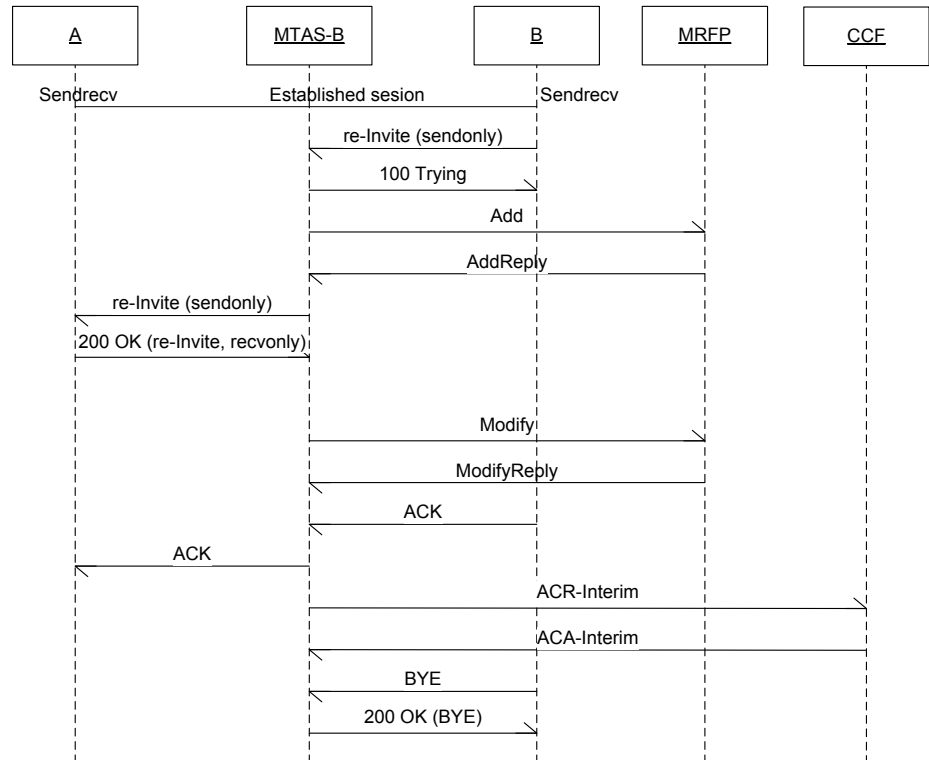 A
MTAS-B
B
MRFP
CCF
Sendrecv
Established sesion
Sendrecv
re-Invite (sendonly)
100 Trying
Add
AddReply
re-Invite (sendonly)
200 OK (re-Invite, recvonly)
Modify
ModifyReply
ACK
ACK
ACR-Interim
ACA-Interim
BYE
200 OK (BYE)